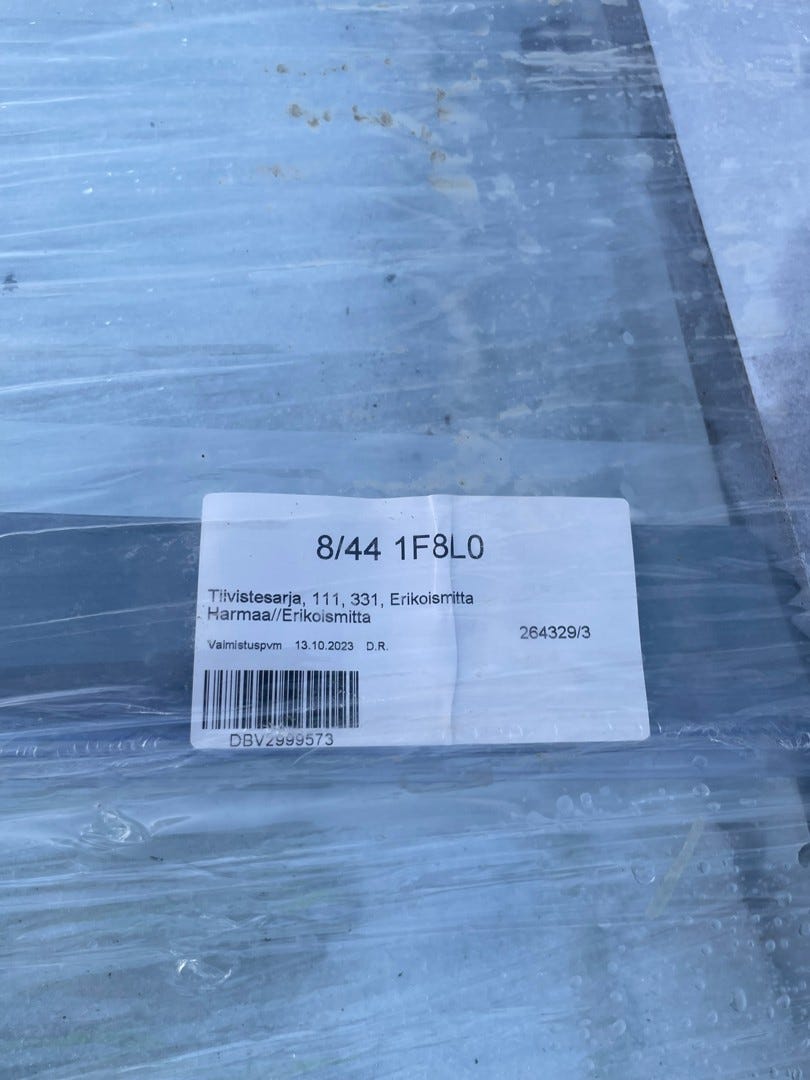 8/44 1F8L0
Tiivistesarja, 111, 331, Erikoismitta
Harmaa//Erikoismitta
264329/3
Valmistuspvm 13.10.2023 D.R.
DBV2999573